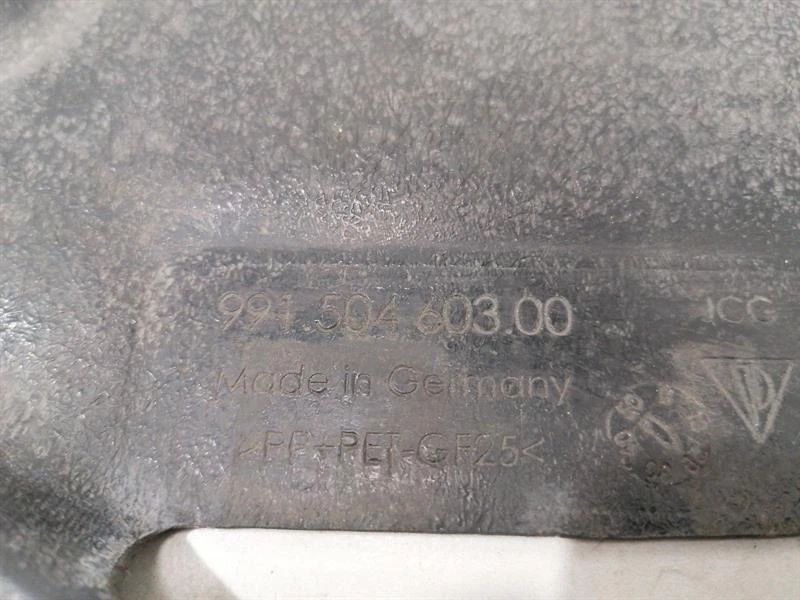 991.504.603.00
ICG
Made in Germany
>PP+PET-GF25<